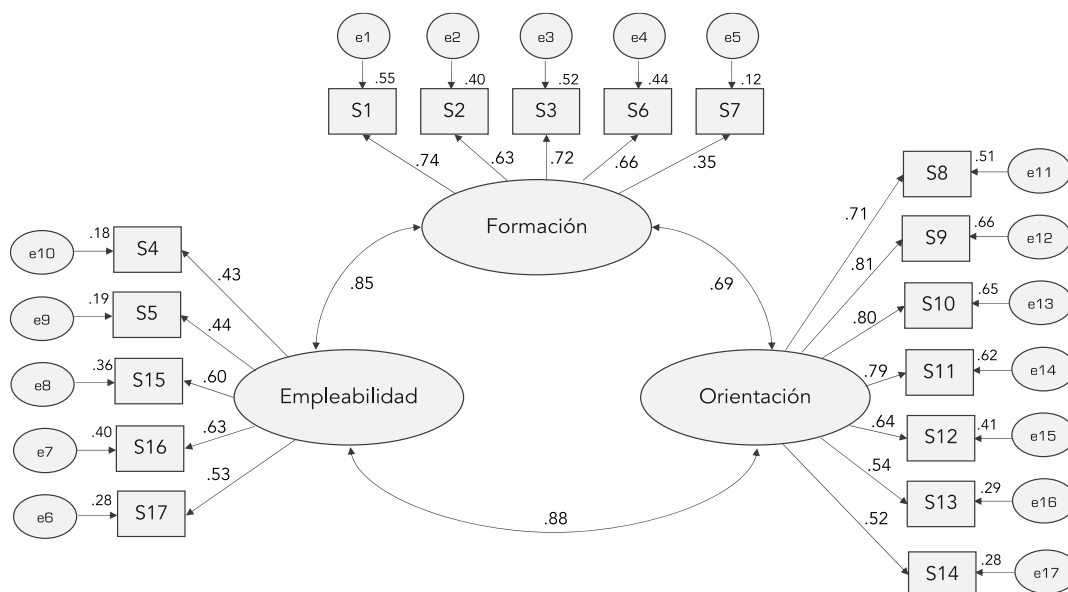 e1 e2 e3 e4 e5
.55 .40 .52 .44 .12
S1 S2 S3 S6 S7
.74 .63 .72 .66 .35
Formación
.85 .69
e10 .18 S4 .43
e9 .19 S5 .44
e8 .36 S15 .60
e7 .40 S16 .63
e6 .28 S17 .53
Empleabilidad
.88
Orientación
.71 S8 .51 e11
.81 S9 .66 e12
.80 S10 .65 e13
.79 S11 .62 e14
.64 S12 .41 e15
.54 S13 .29 e16
.52 S14 .28 e17